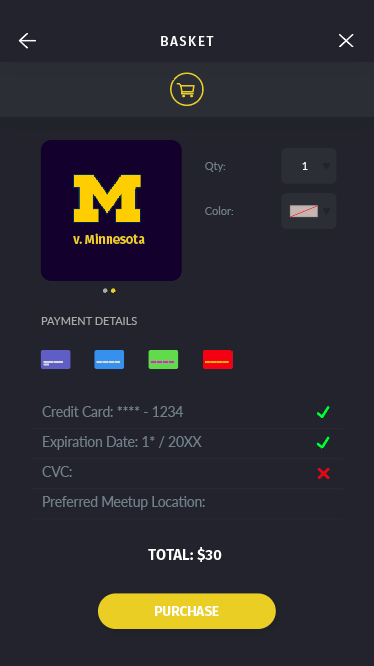 BASKET
M
v. Minnesota
Qty:
1
Color:
PAYMENT DETAILS
Credit Card: **** - 1234
Expiration Date: 1* / 20XX
CVC:
Preferred Meetup Location:
TOTAL: $30
PURCHASE